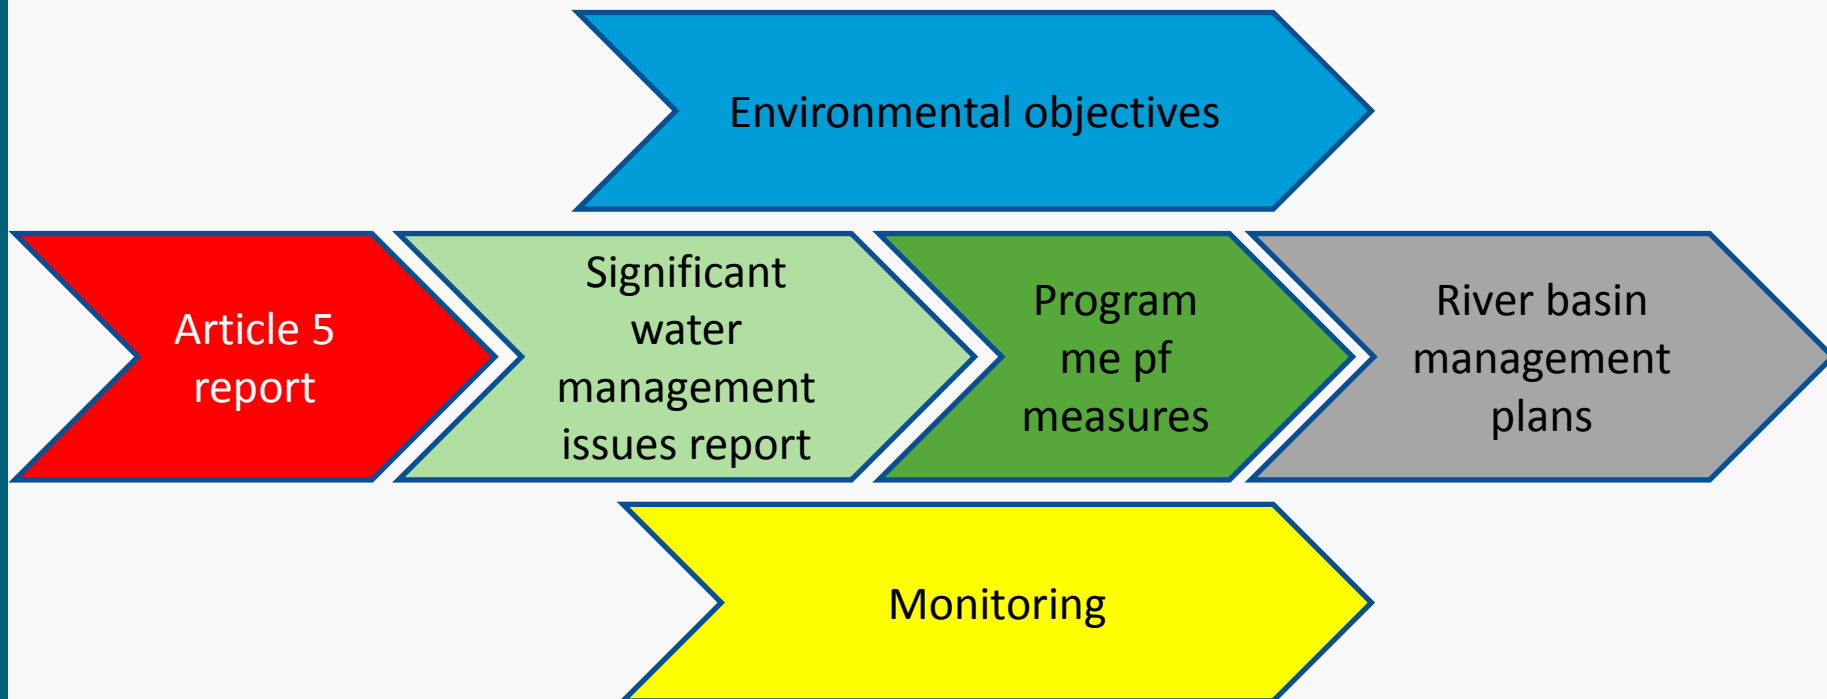 Environmental objectives
Article 5
report
Significant
water
management
issues report
Program
me pf
measures
River basin
management
plans
Monitoring